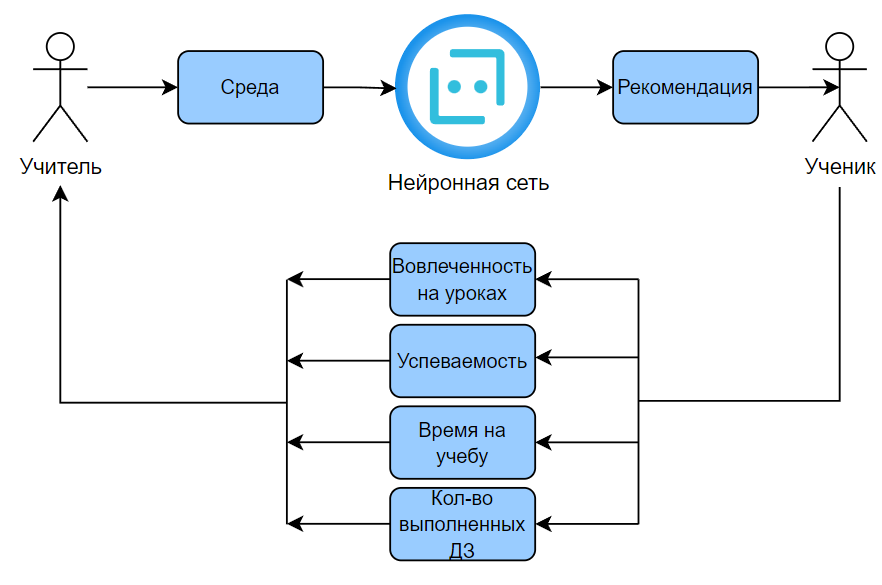 Среда
Рекомендация
Учитель
Нейронная сеть
Ученик
Вовлеченность
на уроках
Успеваемость
Время на
учебу
Кол-во
выполненных
ДЗ